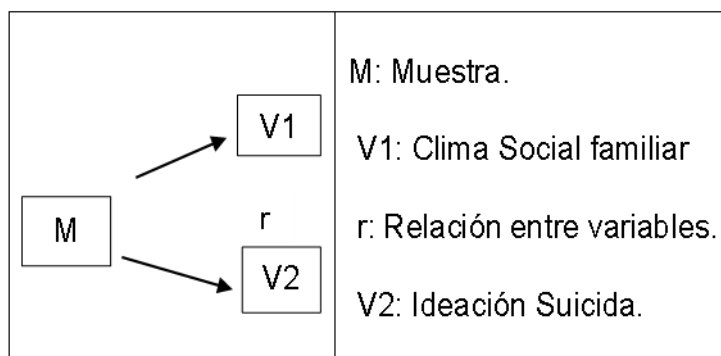 V1
M
r
V2
M: Muestra.
V1: Clima Social familiar
r: Relación entre variables.
V2: Ideación Suicida.